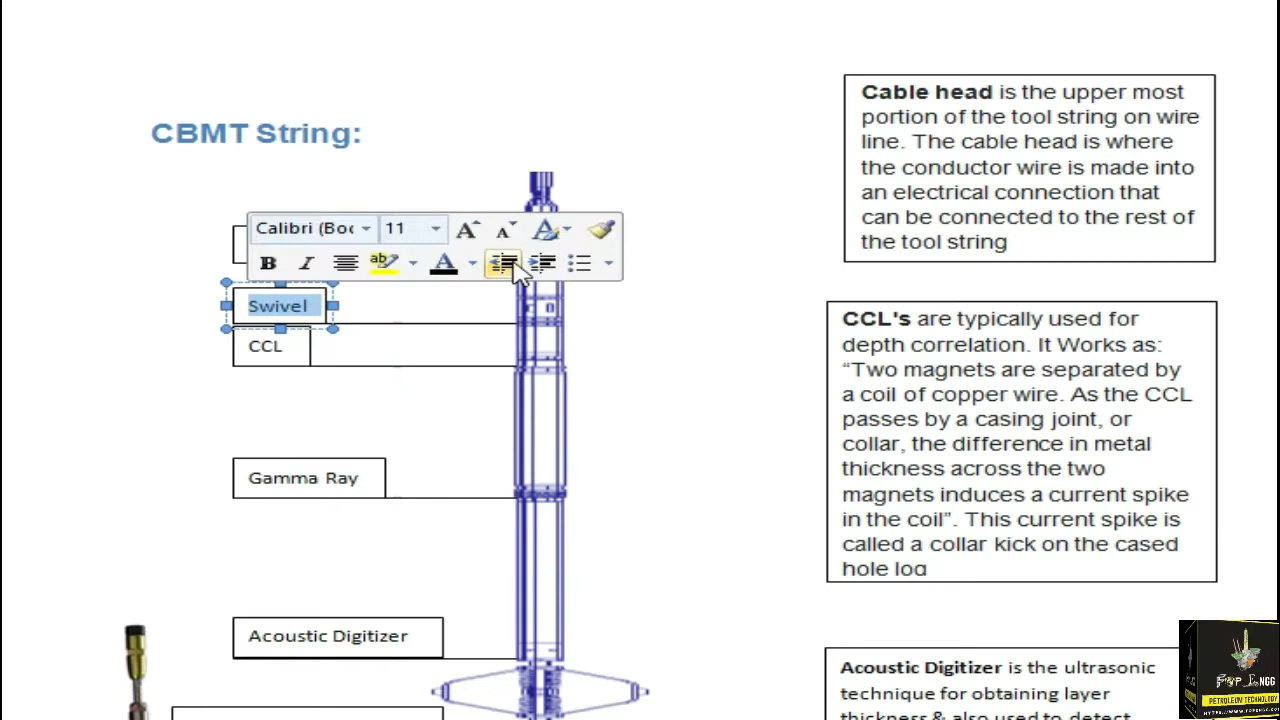 CBMT String:
Calibri (Boc
11
B I
Swivel
CCL
Gamma Ray
Acoustic Digitizer
Cable head is the upper most
portion of the tool string on wire
line. The cable head is where
the conductor wire is made into
an electrical connection that
can be connected to the rest of
the tool string
CCL's are typically used for
depth correlation. It Works as:
“Two magnets are separated by
a coil of copper wire. As the CCL
passes by a casing joint, or
collar, the difference in metal
thickness across the two
magnets induces a current spike
in the coil”. This current spike is
called a collar kick on the cased
hole log
Acoustic Digitizer is the ultrasonic
technique for obtaining layer
thickness & also used to detect
PETROLEUM TECHNOLOGY